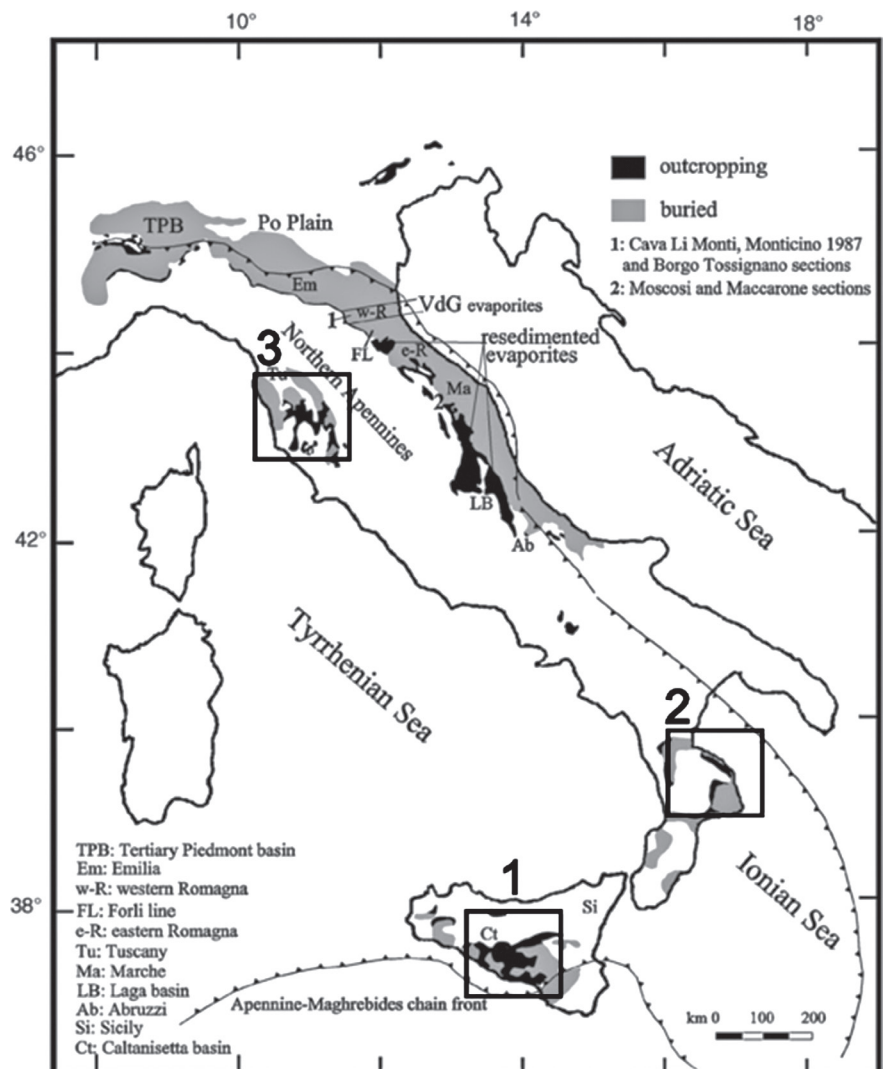 10° 14° 18°
46°
42°
38°
outcropping
buried
1: Cava Li Monti, Monticino 1987
and Borgo Tossignano sections
2: Moscosi and Maccarone sections
TPB
Po Plain
Em
VdG evaporites
w-R
1
FL
e-R
resedimented
evaporites
3
Tu
Northern Apennines
Ma
2
LB
Ab
Adriatic Sea
Tyrrhenian Sea
2
Ionian Sea
1
Si
Ct
Apennine-Maghrebides chain front
km 0 100 200
TPB: Tertiary Piedmont basin
Em: Emilia
w-R: western Romagna
FL: Forlì line
e-R: eastern Romagna
Tu: Tuscany
Ma: Marche
LB: Laga basin
Ab: Abruzzi
Si: Sicily
Ct: Caltanisetta basin